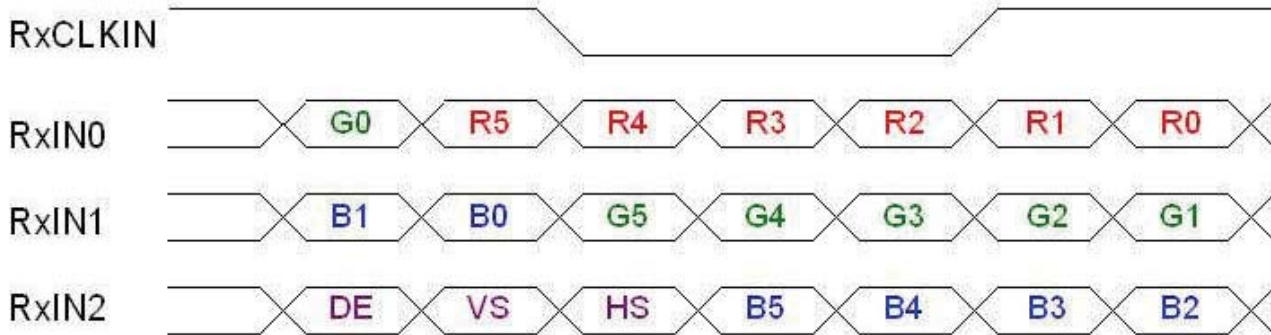 RxCLKIN
RxIN0 G0 R5 R4 R3 R2 R1 R0
RxIN1 B1 B0 G5 G4 G3 G2 G1
RxIN2 DE VS HS B5 B4 B3 B2